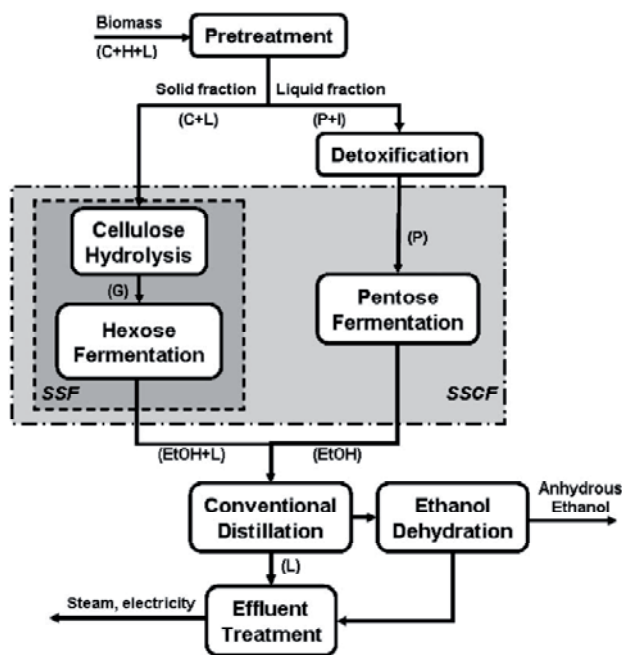 Biomass
(C+H+L)
Pretreatment
Solid fraction
Liquid fraction
(C+L)
(P+I)
Detoxification
Cellulose
Hydrolysis
(P)
(G)
Hexose
Fermentation
Pentose
Fermentation
SSF
SSCF
(EtOH+L)
(EtOH)
Conventional
Distillation
Ethanol
Dehydration
Anhydrous
Ethanol
(L)
Steam, electricity
Effluent
Treatment